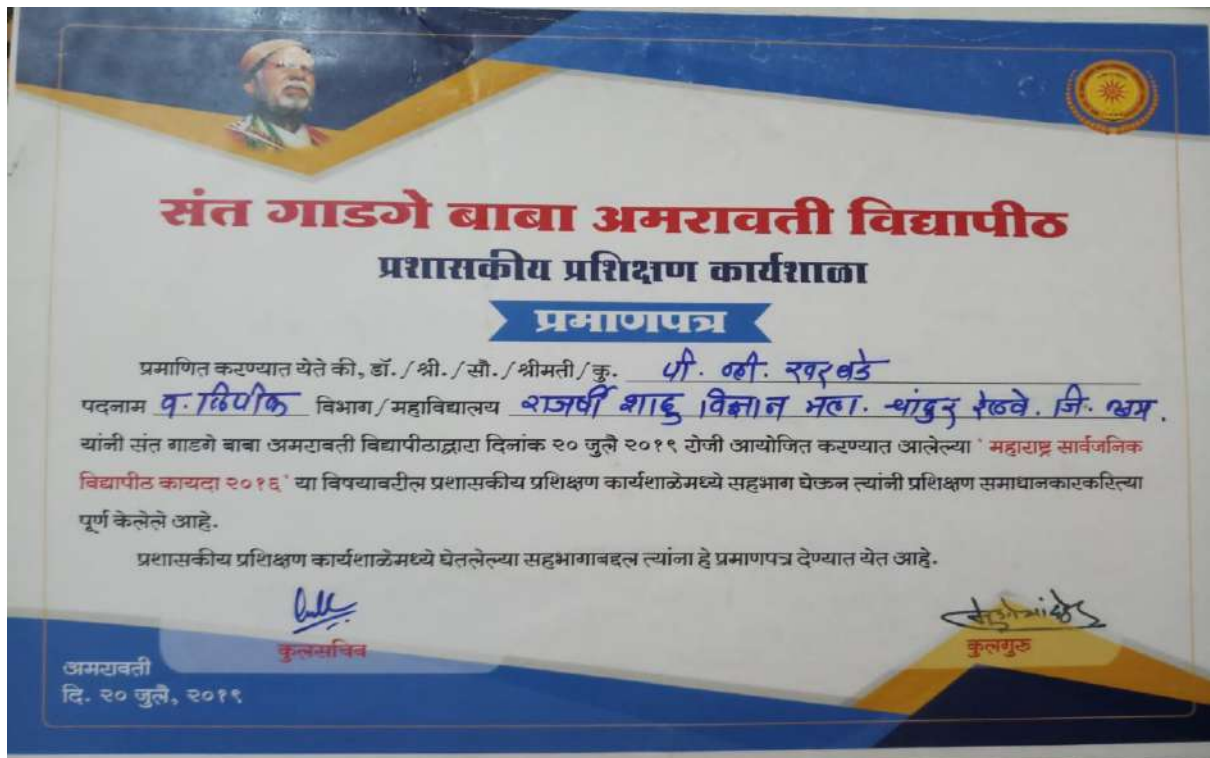 संत गाडगे बाबा अमरावती विद्यापीठ
प्रशासकीय प्रशिक्षण कार्यशाळा
प्रमाणपत्र
प्रमाणित करण्यात येते की, डॉ./श्री./सौ./श्रीमती/कु. पी. व्ही. खरबडे
पदनाम व. लिपीक विभाग/महाविद्यालय राजर्षी शाहु विज्ञान महा. चांदुर रेल्वे. जि. अम.
यांनी संत गाडगे बाबा अमरावती विद्यापीठाद्वारा दिनांक २० जुलै २०१९ रोजी आयोजित करण्यात आलेल्या ' महाराष्ट्र सार्वजनिक
विद्यापीठ कायदा २०१६ ' या विषयावरील प्रशासकीय प्रशिक्षण कार्यशाळेमध्ये सहभाग घेऊन त्यांनी प्रशिक्षण समाधानकारकरित्या
पूर्ण केलेले आहे.
प्रशासकीय प्रशिक्षण कार्यशाळेमध्ये घेतलेल्या सहभागाबद्दल त्यांना हे प्रमाणपत्र देण्यात येत आहे.
कुलसचिव
कुलगुरु
अमरावती
दि. २० जुलै, २०१९